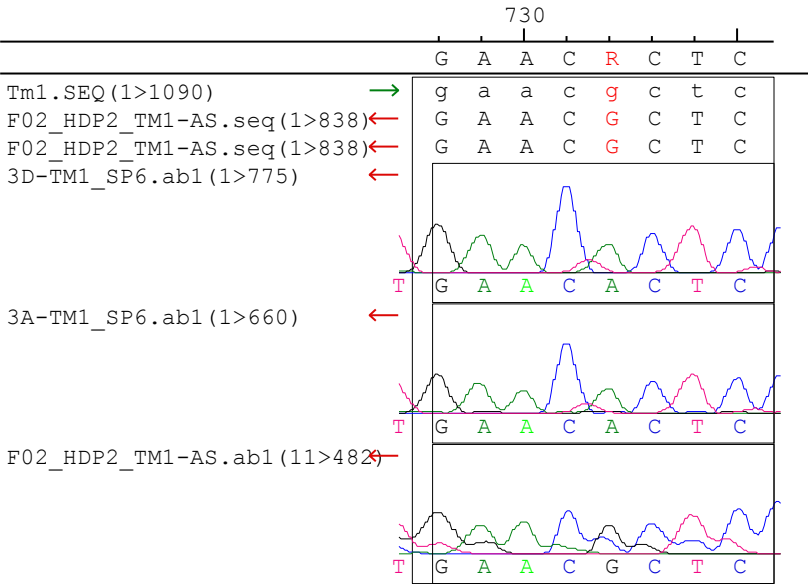 730
G A A C R C T C
Tm1.SEQ(1>1090) → g a a c g c t c
F02_HDP2_TM1-AS.seq(1>838) ← G A A C G C T C
F02_HDP2_TM1-AS.seq(1>838) ← G A A C G C T C
3D-TM1_SP6.ab1(1>775) ←
T G A A C A C T C
3A-TM1_SP6.ab1(1>660) ←
T G A A C A C T C
F02_HDP2_TM1-AS.ab1(11>482) ←
T G A A C G C T C